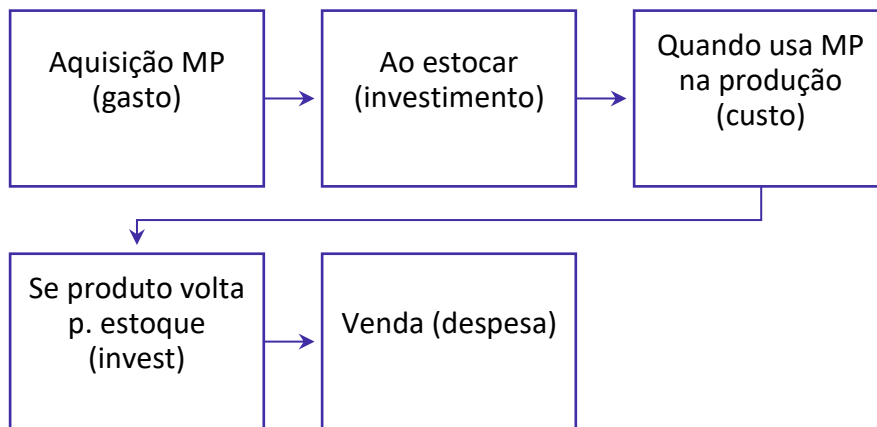 Aquisição MP
(gasto)
Ao estocar
(investimento)
Quando usa MP
na produção
(custo)
Se produto volta
p. estoque
(invest)
Venda (despesa)